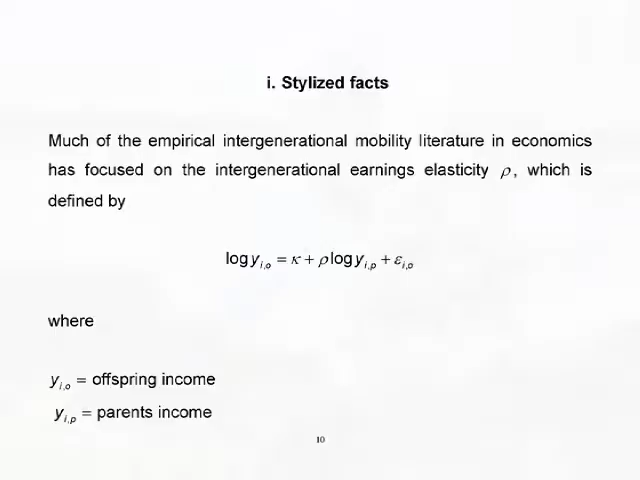 i. Stylized facts
Much of the empirical intergenerational mobility literature in economics
has focused on the intergenerational earnings elasticity ρ, which is
defined by
log y_{i,o} = κ + ρ log y_{i,p} + ε_{i,o}
where
y_{i,o} = offspring income
y_{i,p} = parents income
10